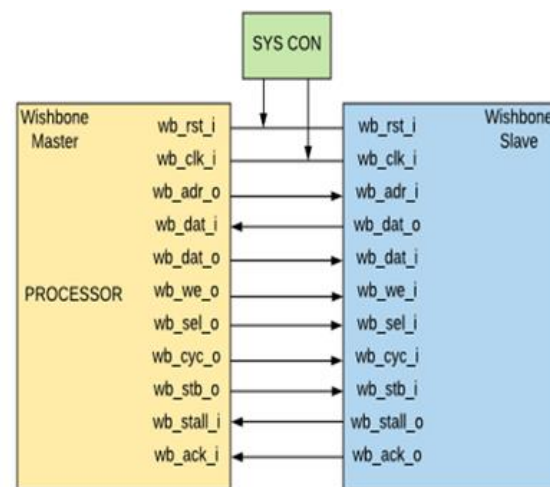 SYS CON
Wishbone
Master
wb_rst_i
wb_clk_i
wb_adr_o
wb_dat_i
wb_dat_o
wb_we_o
wb_sel_o
wb_cyc_o
wb_stb_o
wb_stall_i
wb_ack_i
PROCESSOR
wb_rst_i
wb_clk_i
wb_adr_i
wb_dat_o
wb_dat_i
wb_we_i
wb_sel_i
wb_cyc_i
wb_stb_i
wb_stall_o
wb_ack_o
Wishbone
Slave